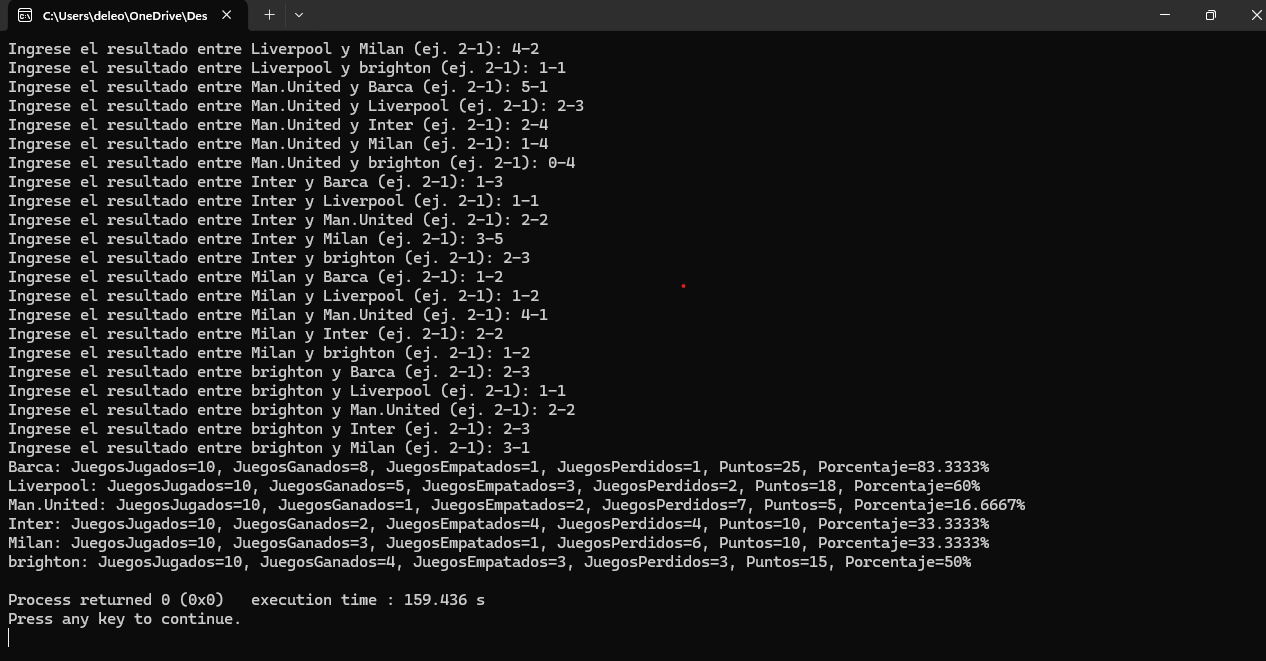 C:\Users\deleo\OneDrive\Des
Ingrese el resultado entre Liverpool y Milan (ej. 2-1): 4-2
Ingrese el resultado entre Liverpool y brighton (ej. 2-1): 1-1
Ingrese el resultado entre Man.United y Barca (ej. 2-1): 5-1
Ingrese el resultado entre Man.United y Liverpool (ej. 2-1): 2-3
Ingrese el resultado entre Man.United y Inter (ej. 2-1): 2-4
Ingrese el resultado entre Man.United y Milan (ej. 2-1): 1-4
Ingrese el resultado entre Man.United y brighton (ej. 2-1): 0-4
Ingrese el resultado entre Inter y Barca (ej. 2-1): 1-3
Ingrese el resultado entre Inter y Liverpool (ej. 2-1): 1-1
Ingrese el resultado entre Inter y Man.United (ej. 2-1): 2-2
Ingrese el resultado entre Inter y Milan (ej. 2-1): 3-5
Ingrese el resultado entre Inter y brighton (ej. 2-1): 2-3
Ingrese el resultado entre Milan y Barca (ej. 2-1): 1-2
Ingrese el resultado entre Milan y Liverpool (ej. 2-1): 1-2
Ingrese el resultado entre Milan y Man.United (ej. 2-1): 4-1
Ingrese el resultado entre Milan y Inter (ej. 2-1): 2-2
Ingrese el resultado entre Milan y brighton (ej. 2-1): 1-2
Ingrese el resultado entre brighton y Barca (ej. 2-1): 2-3
Ingrese el resultado entre brighton y Liverpool (ej. 2-1): 1-1
Ingrese el resultado entre brighton y Man.United (ej. 2-1): 2-2
Ingrese el resultado entre brighton y Inter (ej. 2-1): 2-3
Ingrese el resultado entre brighton y Milan (ej. 2-1): 3-1
Barca: JuegosJugados=10, JuegosGanados=8, JuegosEmpatados=1, JuegosPerdidos=1, Puntos=25, Porcentaje=83.3333%
Liverpool: JuegosJugados=10, JuegosGanados=5, JuegosEmpatados=3, JuegosPerdidos=2, Puntos=18, Porcentaje=60%
Man.United: JuegosJugados=10, JuegosGanados=1, JuegosEmpatados=2, JuegosPerdidos=7, Puntos=5, Porcentaje=16.6667%
Inter: JuegosJugados=10, JuegosGanados=2, JuegosEmpatados=4, JuegosPerdidos=4, Puntos=10, Porcentaje=33.3333%
Milan: JuegosJugados=10, JuegosGanados=3, JuegosEmpatados=1, JuegosPerdidos=6, Puntos=10, Porcentaje=33.3333%
brighton: JuegosJugados=10, JuegosGanados=4, JuegosEmpatados=3, JuegosPerdidos=3, Puntos=15, Porcentaje=50%
Process returned 0 (0x0)   execution time : 159.436 s
Press any key to continue.